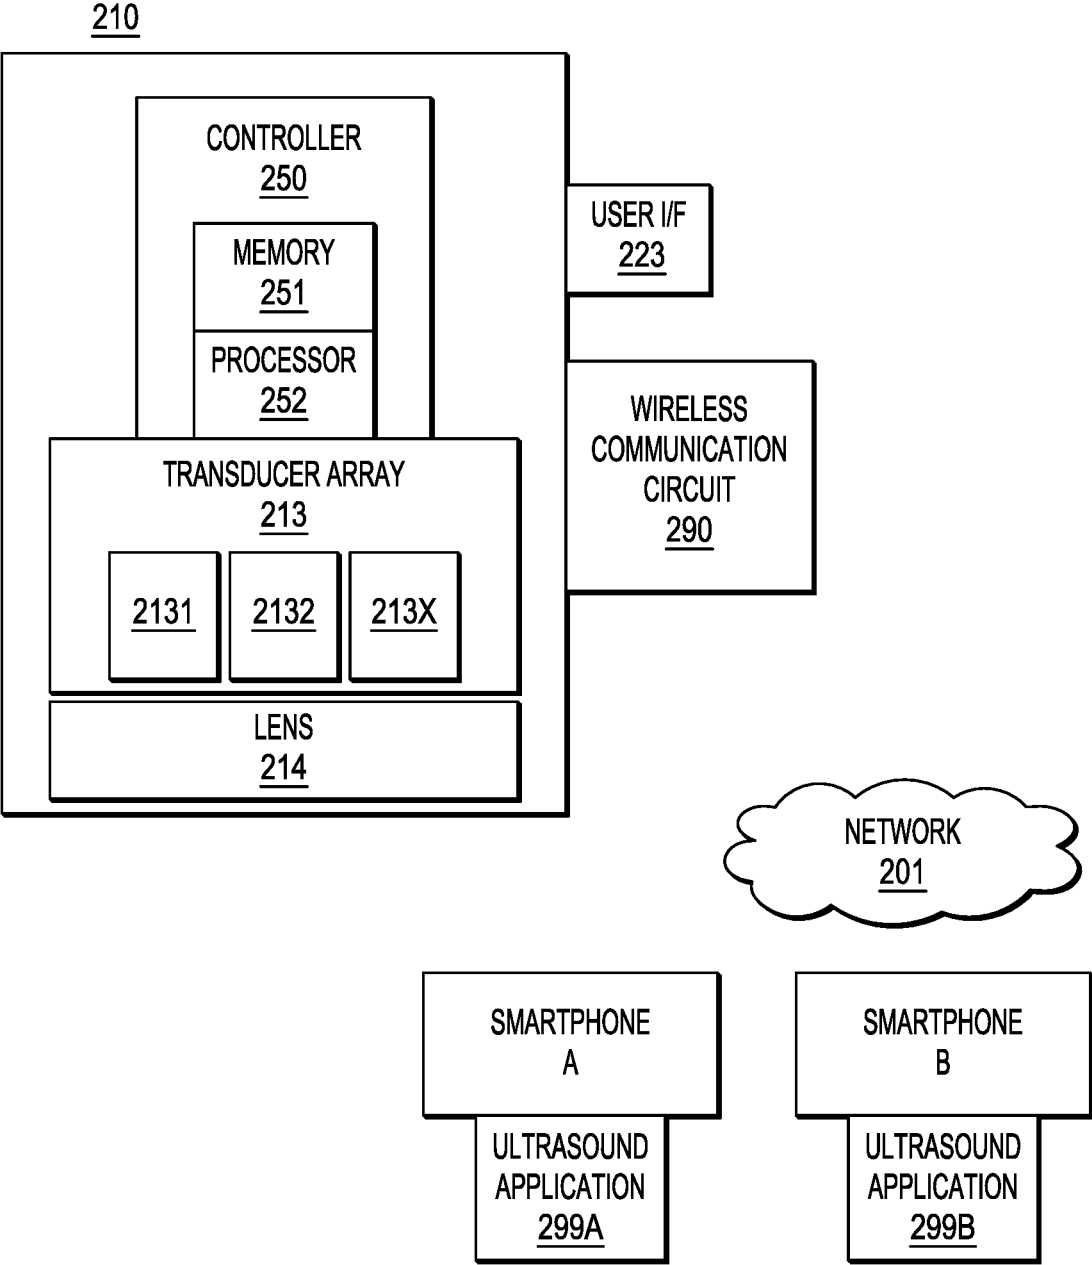 210
CONTROLLER
250
MEMORY
251
PROCESSOR
252
TRANSDUCER ARRAY
213
2131 2132 213X
LENS
214
USER I/F
223
WIRELESS
COMMUNICATION
CIRCUIT
290
NETWORK
201
SMARTPHONE
A
ULTRASOUND
APPLICATION
299A
SMARTPHONE
B
ULTRASOUND
APPLICATION
299B